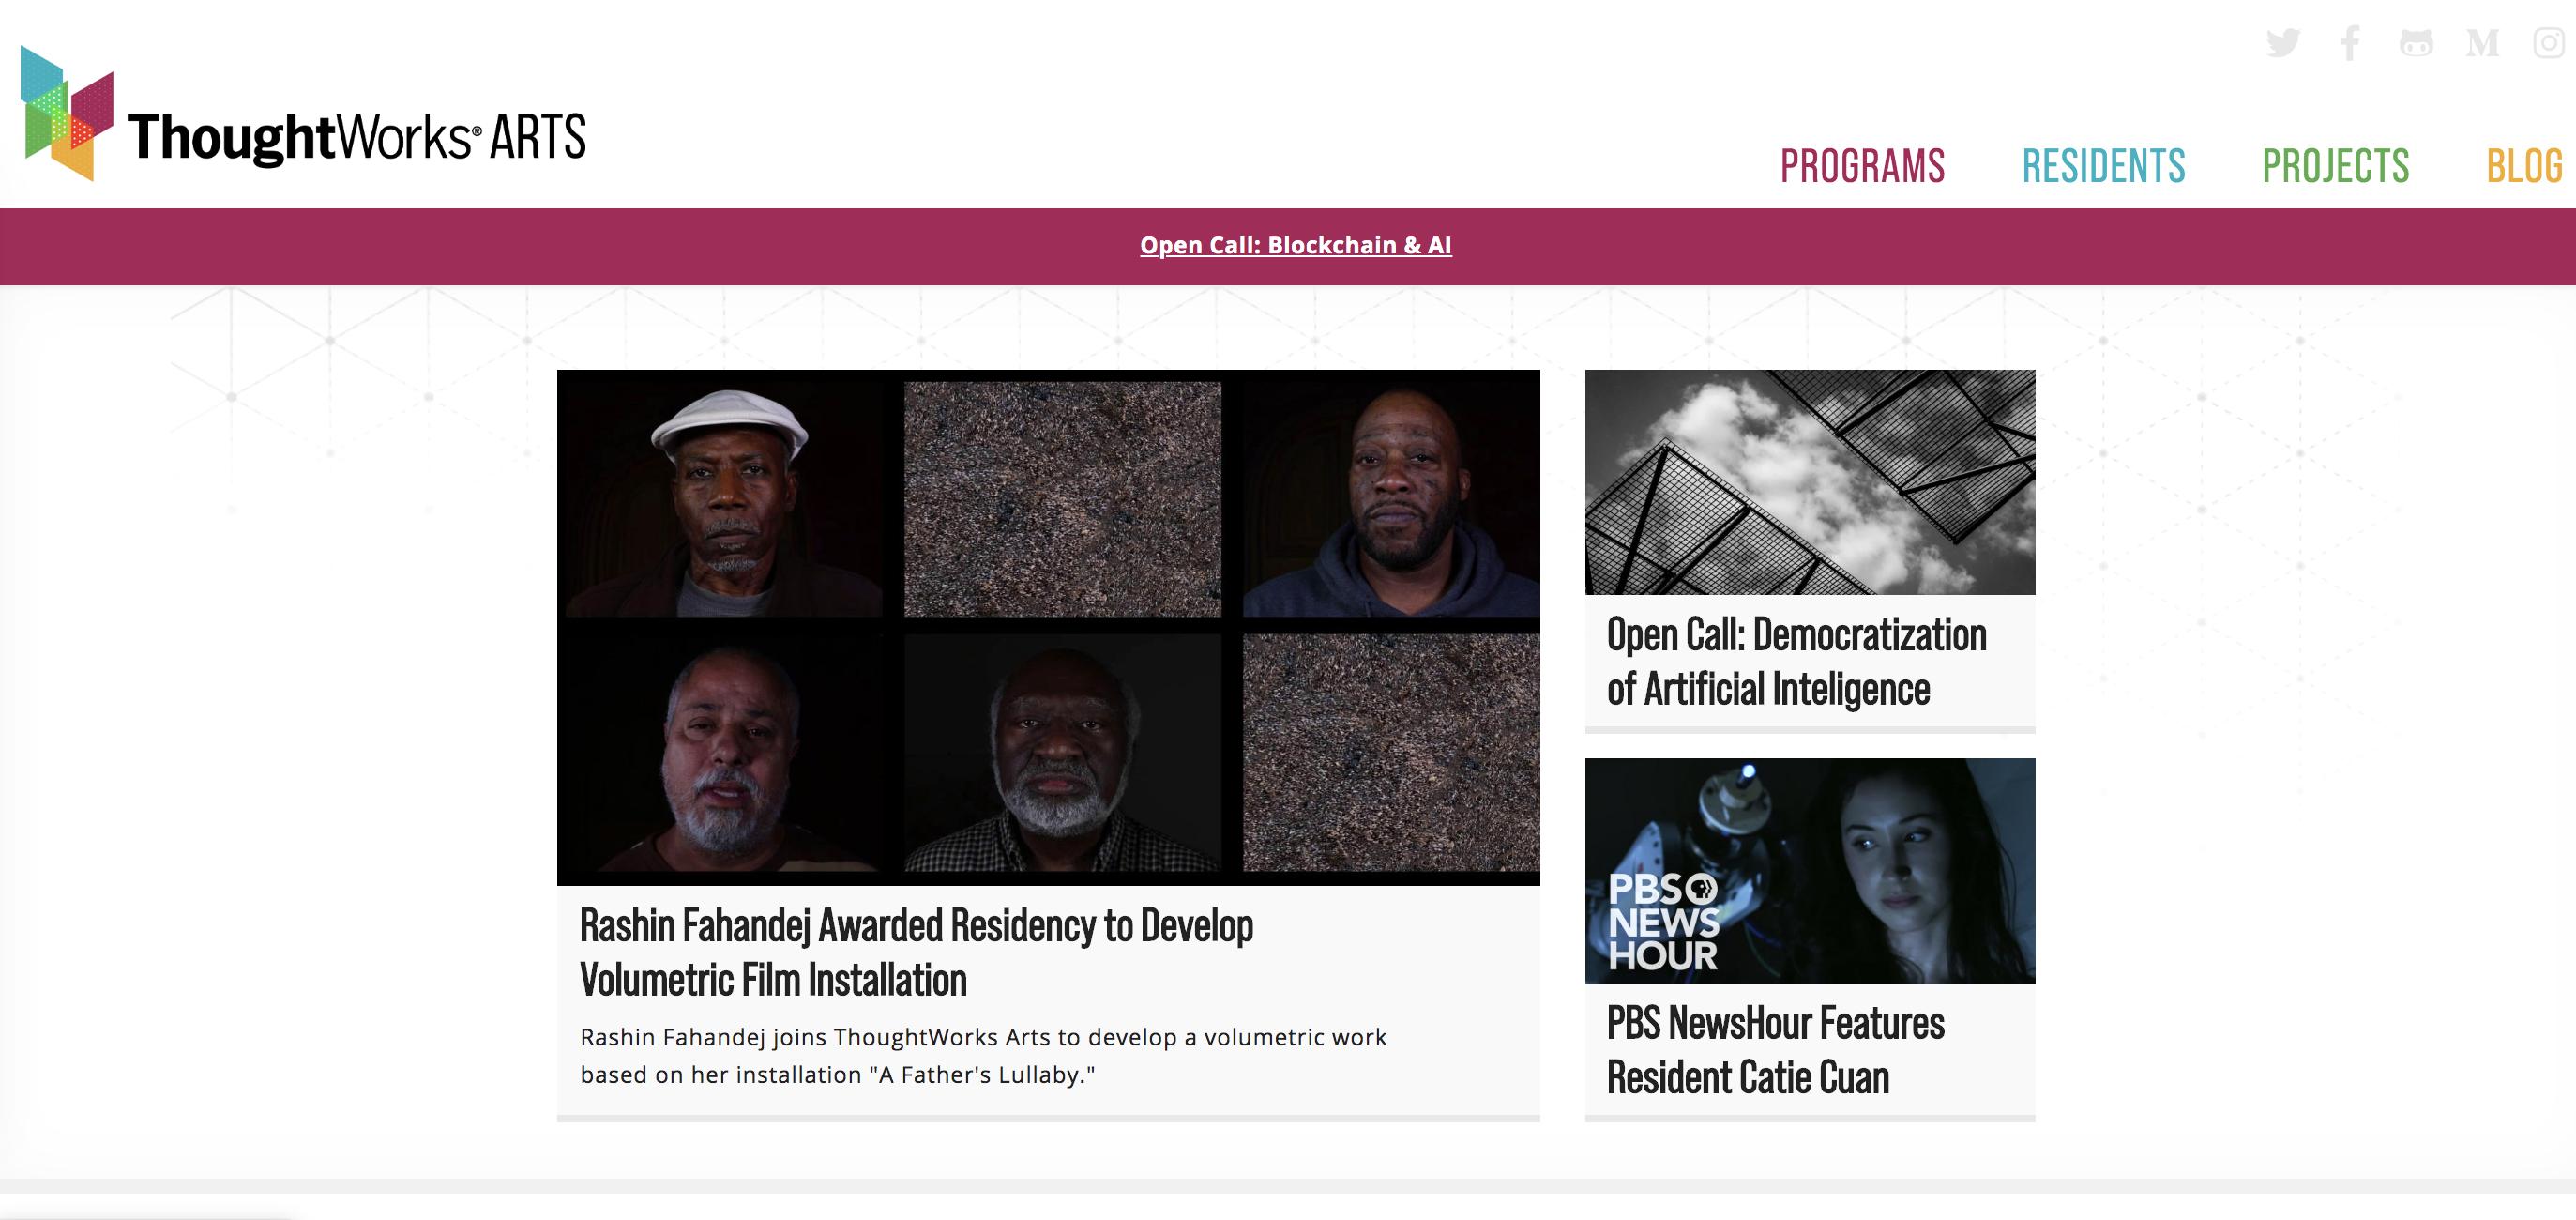 ThoughtWorks® ARTS
PROGRAMS RESIDENTS PROJECTS BLOG
Open Call: Blockchain & AI
Rashin Fahandej Awarded Residency to Develop
Volumetric Film Installation
Rashin Fahandej joins ThoughtWorks Arts to develop a volumetric work
based on her installation "A Father's Lullaby."
Open Call: Democratization
of Artificial Inteligence
PBS
NEWS
HOUR
PBS NewsHour Features
Resident Catie Cuan